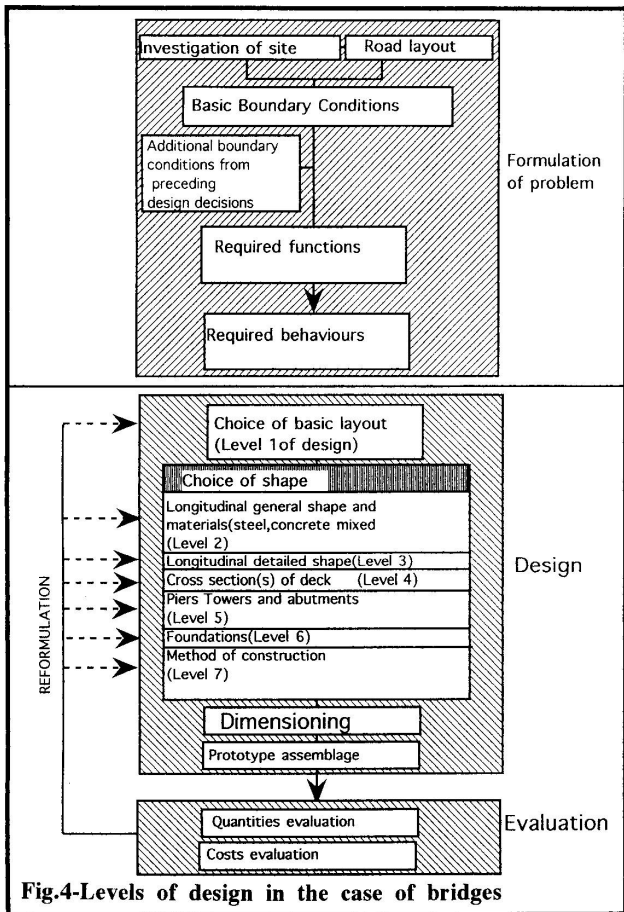 Investigation of site
Road layout
Basic Boundary Conditions
Additional boundary
conditions from
preceding
design decisions
Formulation
of problem
Required functions
Required behaviours
Choice of basic layout
(Level 1of design)
Choice of shape
Longitudinal general shape and
materials(steel,concrete mixed
(Level 2)
Longitudinal detailed shape(Level 3)
Cross section(s) of deck (Level 4)
Piers Towers and abutments
(Level 5)
Foundations(Level 6)
Method of construction
(Level 7)
Design
REFORMULATION
Dimensioning
Prototype assemblage
Quantities evaluation
Costs evaluation
Evaluation
Fig.4-Levels of design in the case of bridges